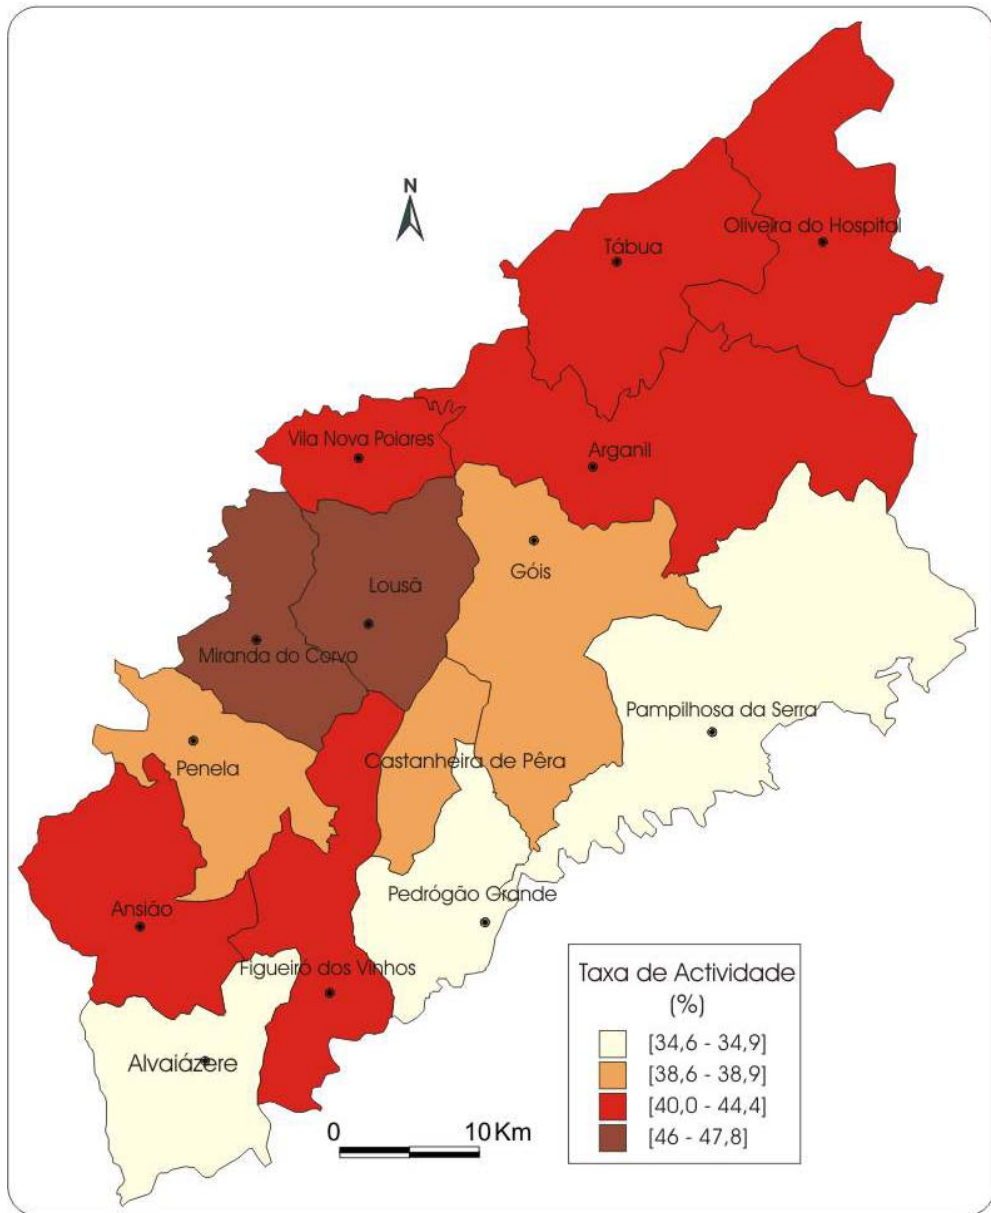 N
Oliveira do Hospital
Tábua
Vila Nova Poiares
Arganil
Góis
Lousã
Miranda do Corvo
Pampilhosa da Serra
Penela
Castanheira de Pêra
Pedrógão Grande
Ansião
Figueiró dos Vinhos
Alvaiázere
Taxa de Actividade
(%)
[34,6 - 34,9]
[38,6 - 38,9]
[40,0 - 44,4]
[46 - 47,8]
0 10 Km